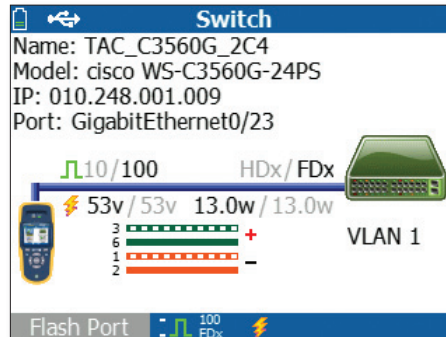 Switch
Name: TAC_C3560G_2C4
Model: cisco WS-C3560G-24PS
IP: 010.248.001.009
Port: GigabitEthernet0/23
10/100 HDx/FDx
53v/53v 13.0w/13.0w
3
6 +
1
2 −
VLAN 1
Flash Port 100 FDx